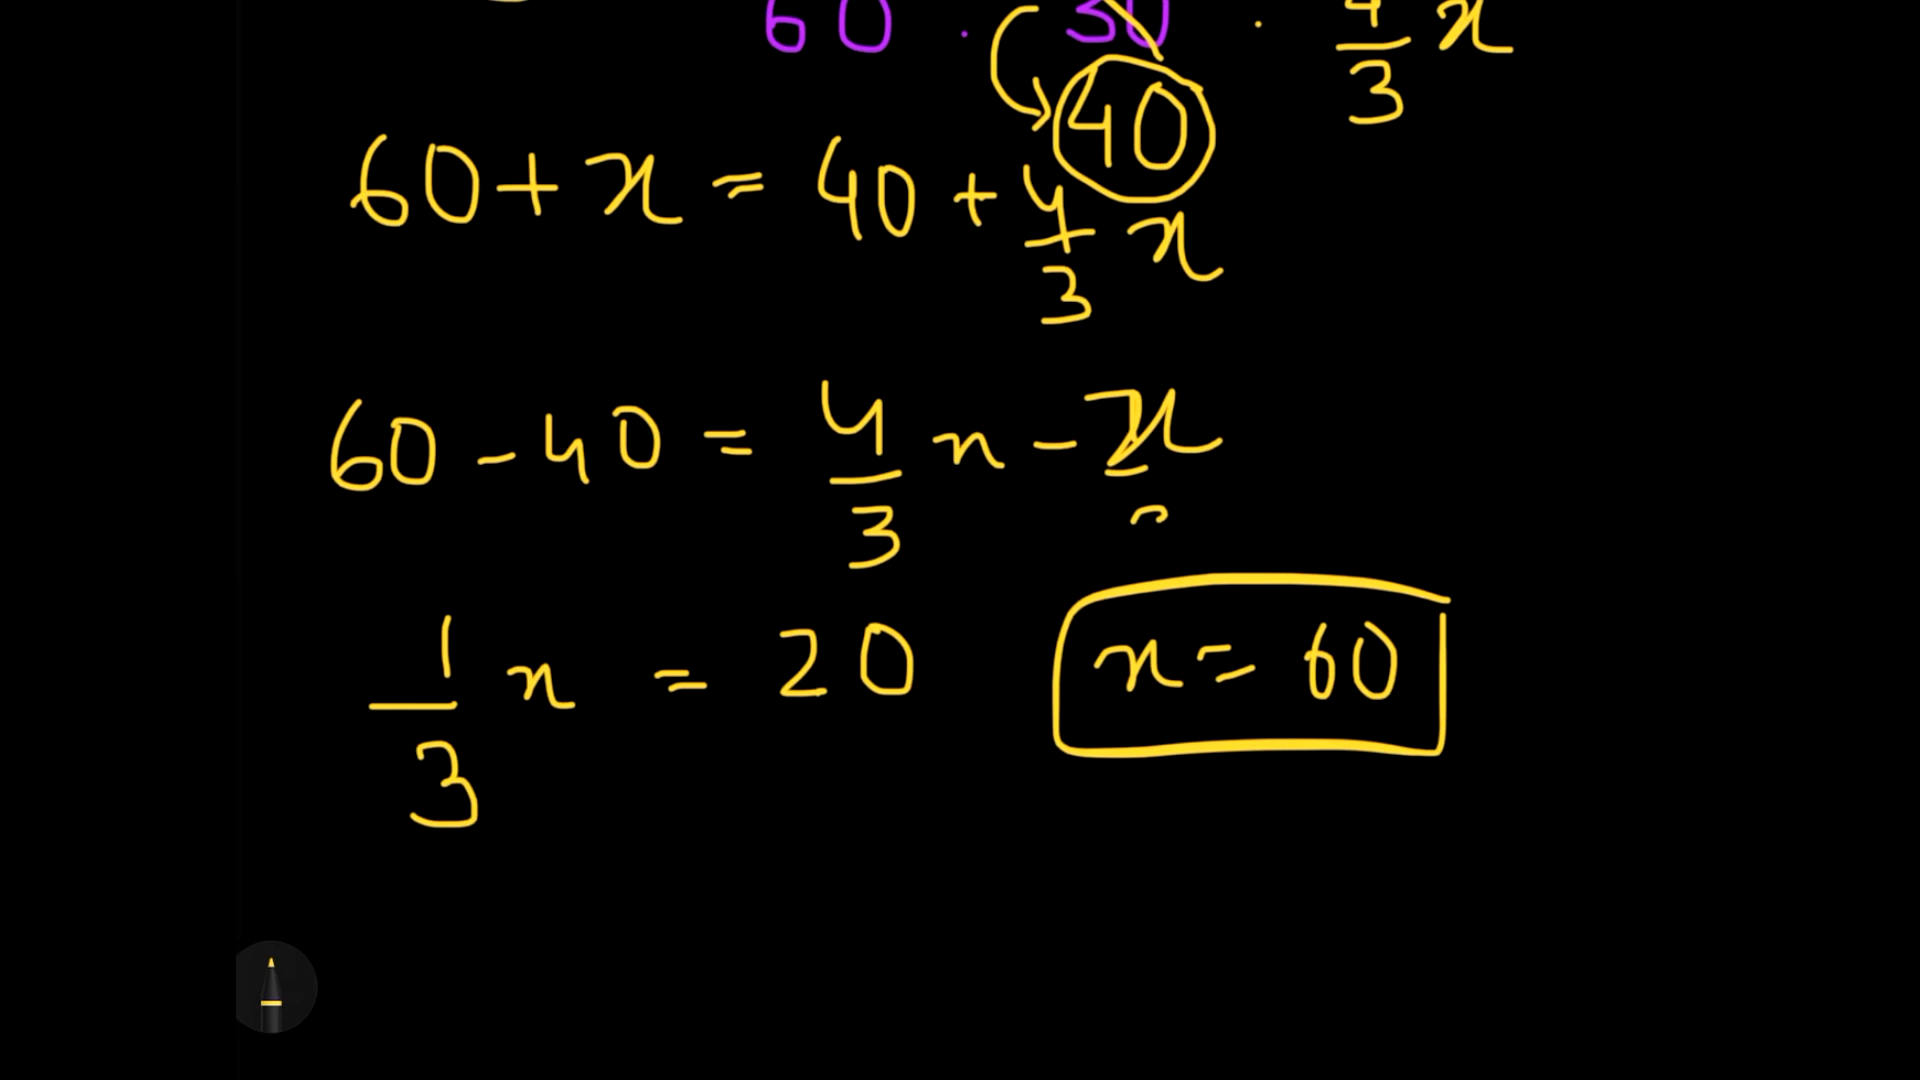 60 . 30 . 4/3 x
40
60 + x = 40 + 4/3 x
60 - 40 = 4/3 x - x
1/3 x = 20
x = 60